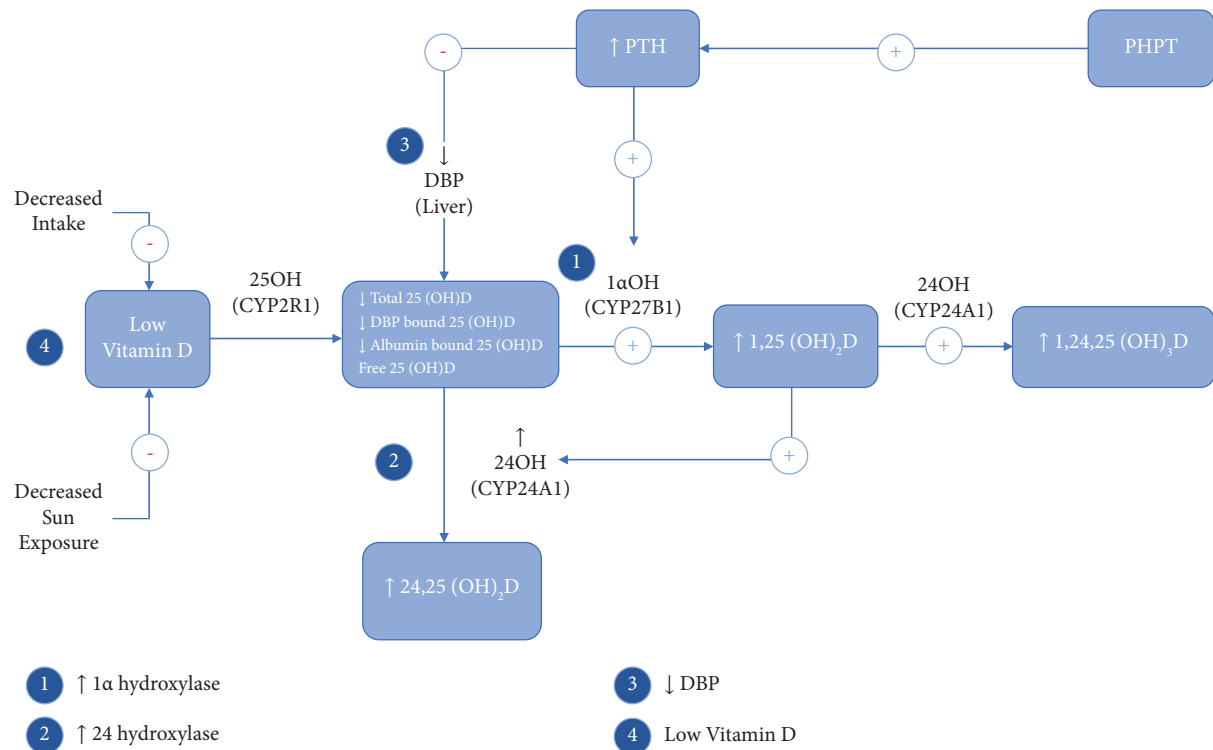 -
↑ PTH
+
PHPT
3
↓
DBP
(Liver)
+
Decreased
Intake
-
1
1αOH
(CYP27B1)
25OH
(CYP2R1)
24OH
(CYP24A1)
4
Low
Vitamin D
↓ Total 25 (OH)D
↓ DBP bound 25 (OH)D
↓ Albumin bound 25 (OH)D
Free 25 (OH)D
+
↑ 1,25 (OH)₂D
+
↑ 1,24,25 (OH)₃D
-
Decreased
Sun
Exposure
2
↑
24OH
(CYP24A1)
+
↑ 24,25 (OH)₂D
1 ↑ 1α hydroxylase
2 ↑ 24 hydroxylase
3 ↓ DBP
4 Low Vitamin D